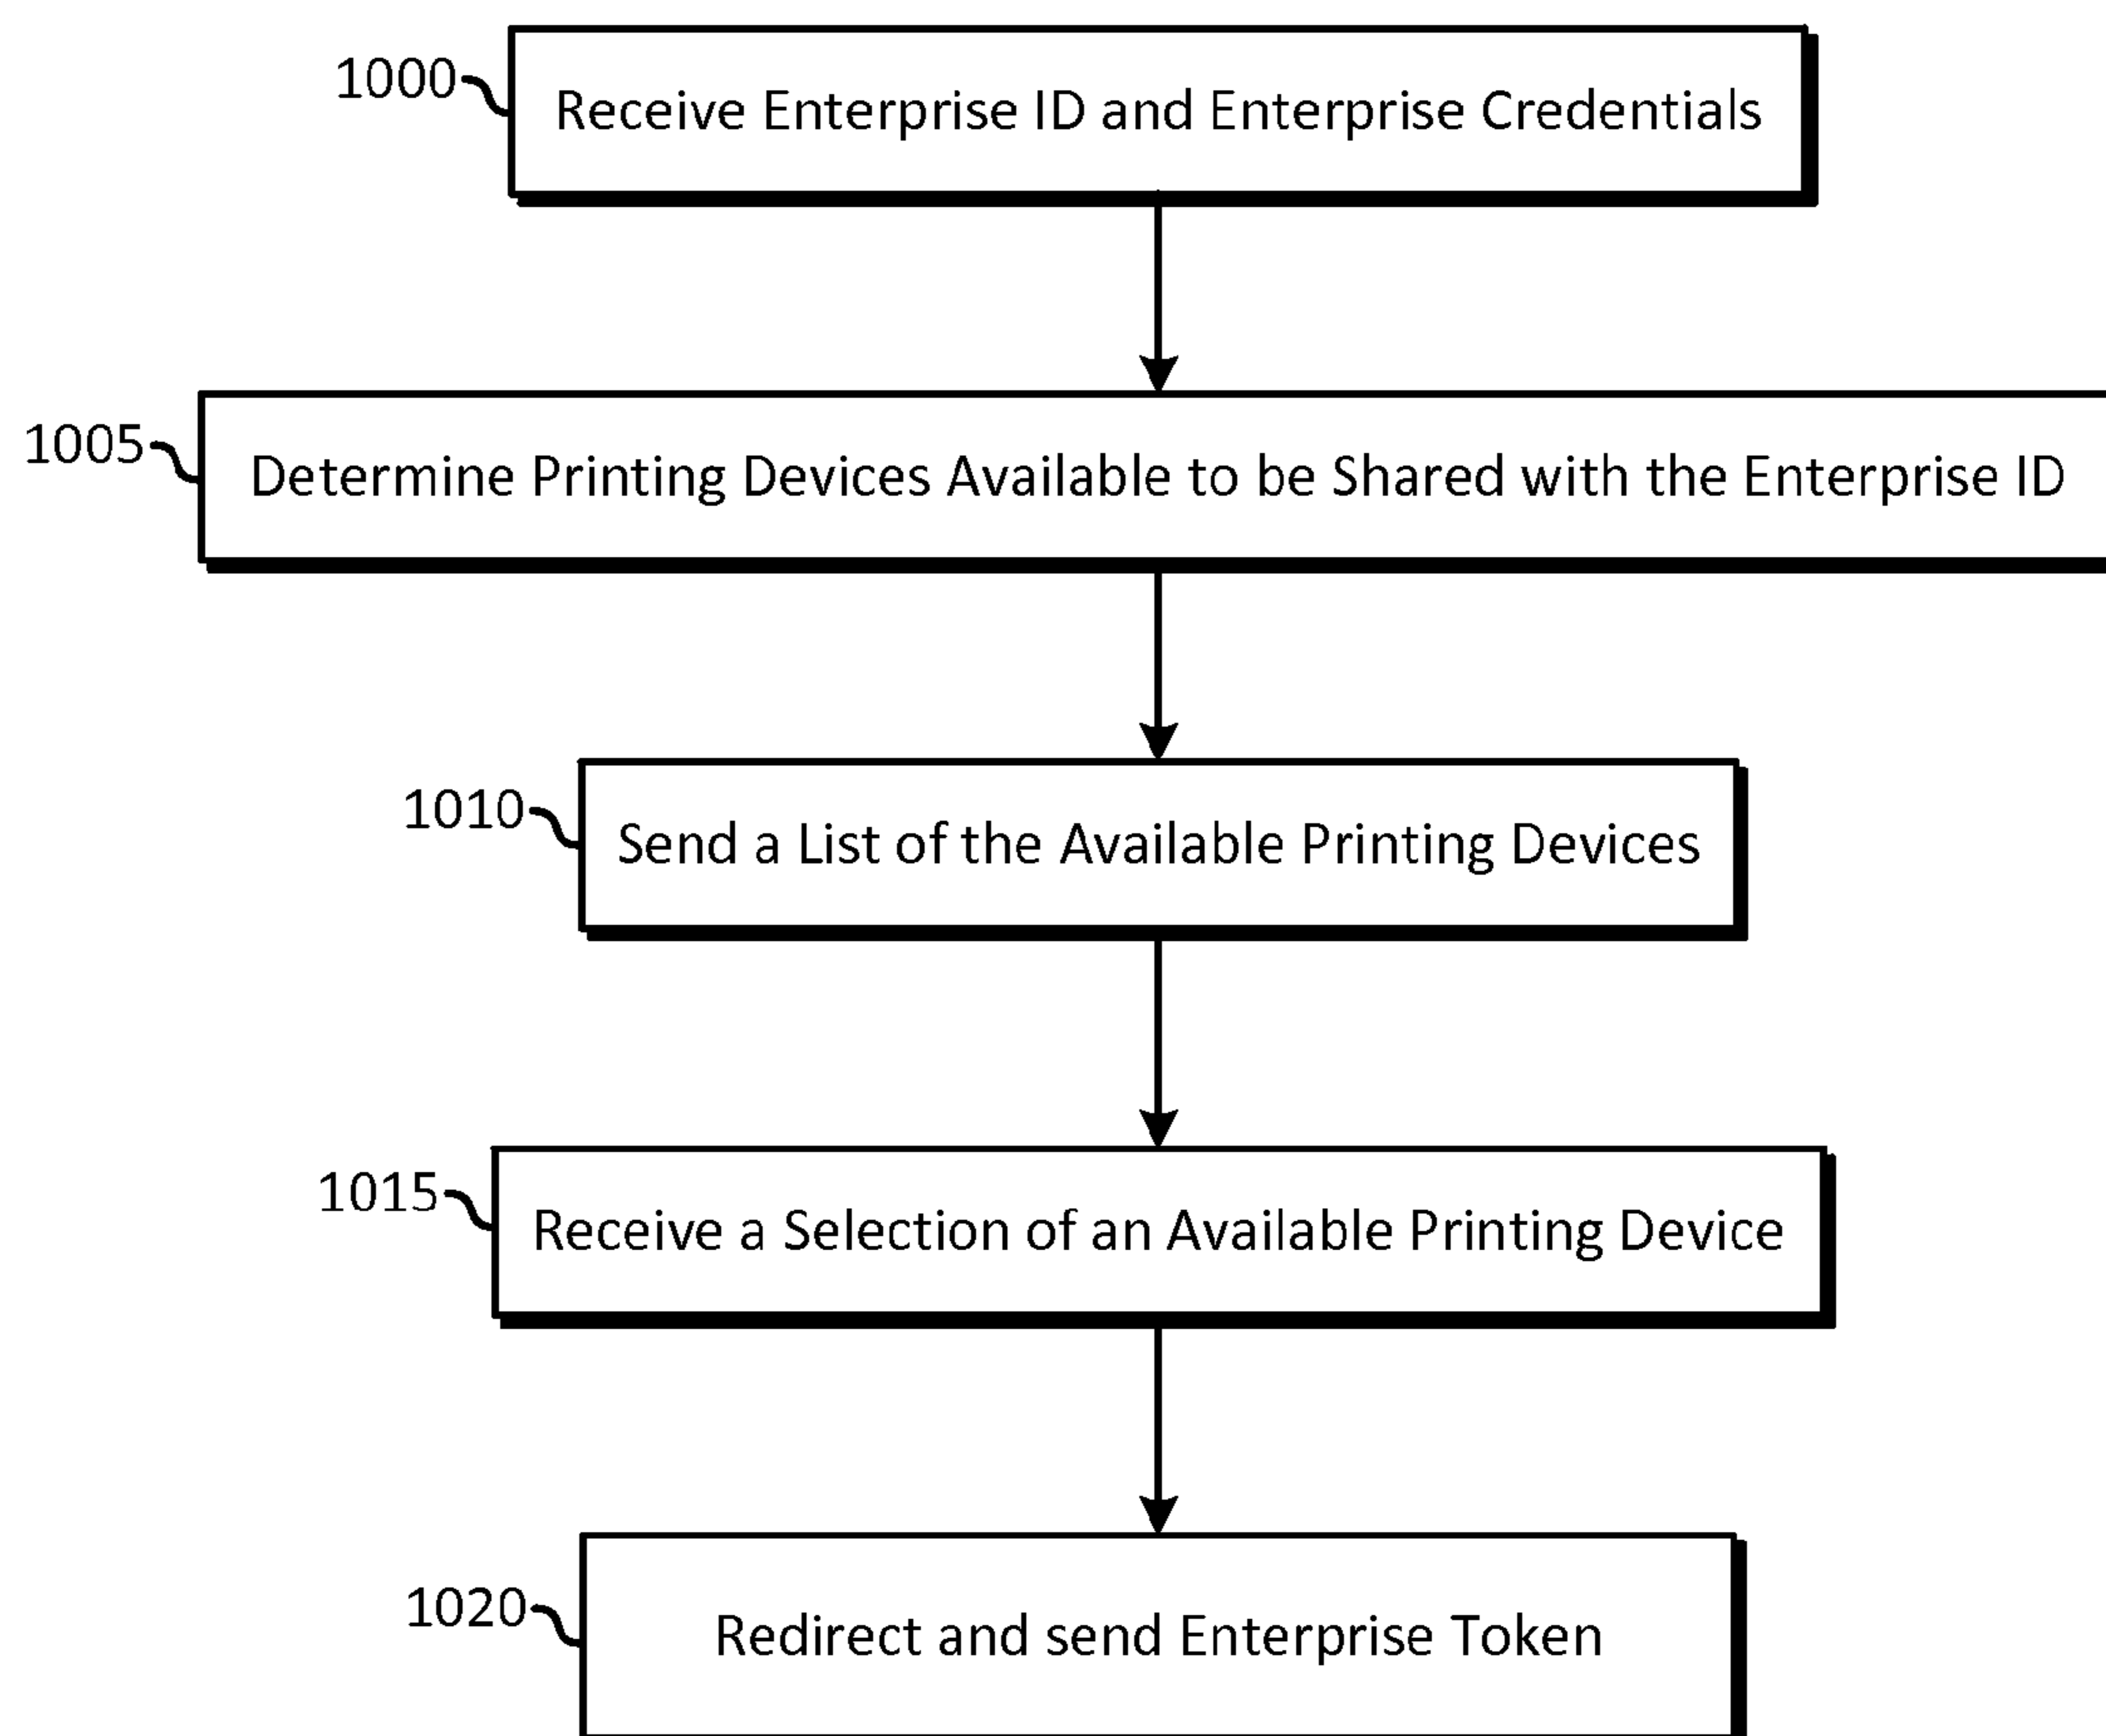 1000
Receive Enterprise ID and Enterprise Credentials
1005
Determine Printing Devices Available to be Shared with the Enterprise ID
1010
Send a List of the Available Printing Devices
1015
Receive a Selection of an Available Printing Device
1020
Redirect and send Enterprise Token